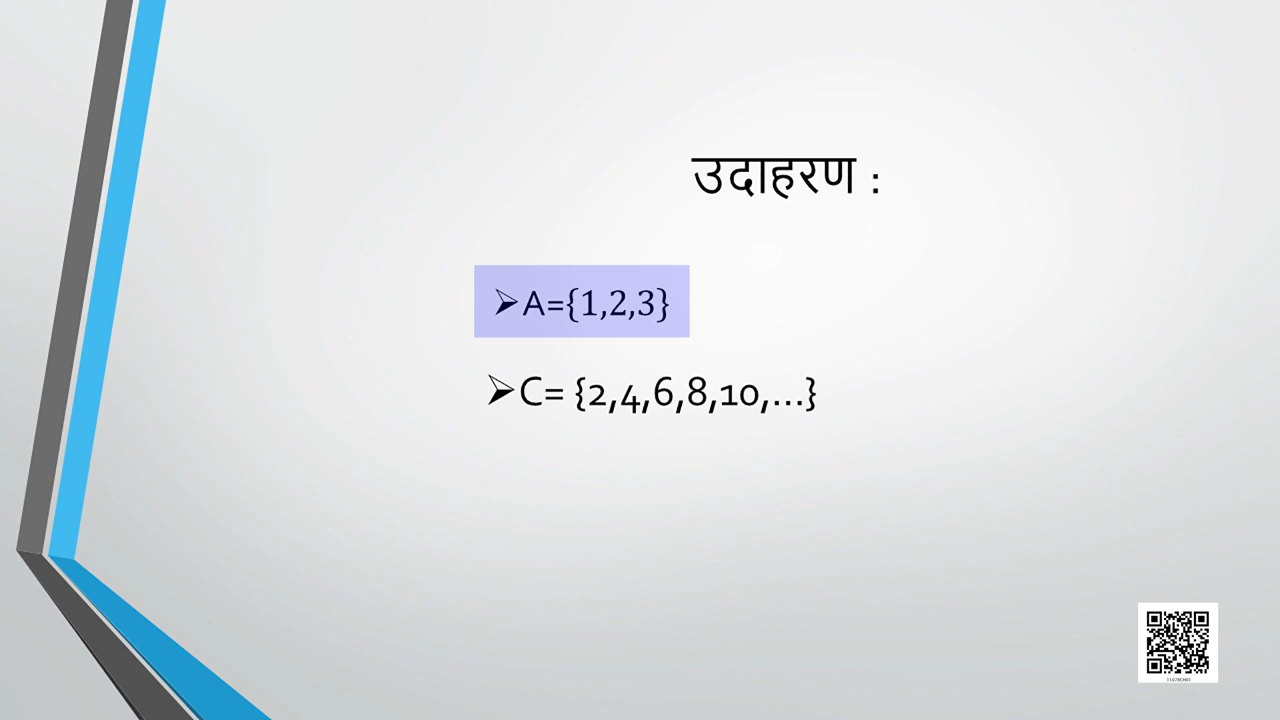 उदाहरण :
➢A={1,2,3}
➢C= {2,4,6,8,10,...}